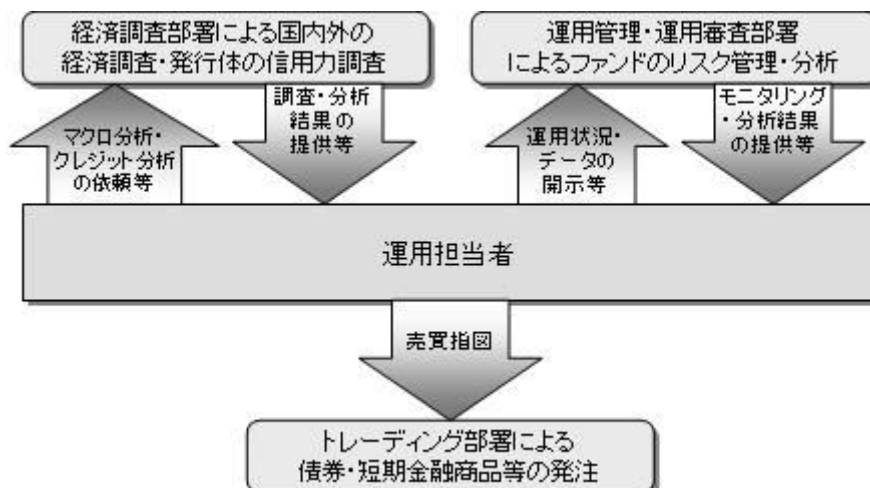 経済調査部署による国内外の
経済調査・発行体の信用力調査
運用管理・運用審査部署
によるファンドのリスク管理・分析
マクロ分析・
クレジット分析
の依頼等
調査・分析
結果の
提供等
運用状況・
データの
開示等
モニタリング
・分析結果
の提供等
運用担当者
売買指図
トレーディング部署による
債券・短期金融商品等の発注